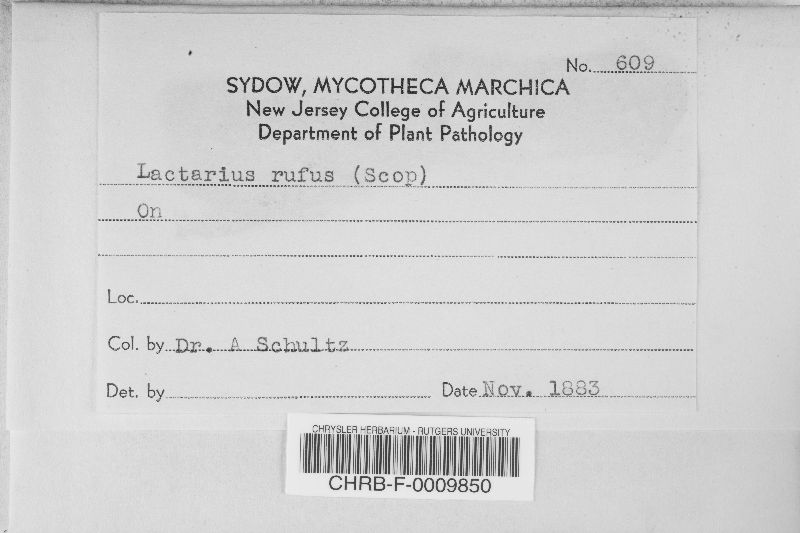 No. 609
SYDOW, MYCOTHECA MARCHICA
New Jersey College of Agriculture
Department of Plant Pathology
Lactarius rufus (Scop)
On
Loc.
Col. by Dr. A Schultz
Det. by Date Nov. 1883
CHRYSLER HERBARIUM - RUTGERS UNIVERSITY
CHRB-F-0009850